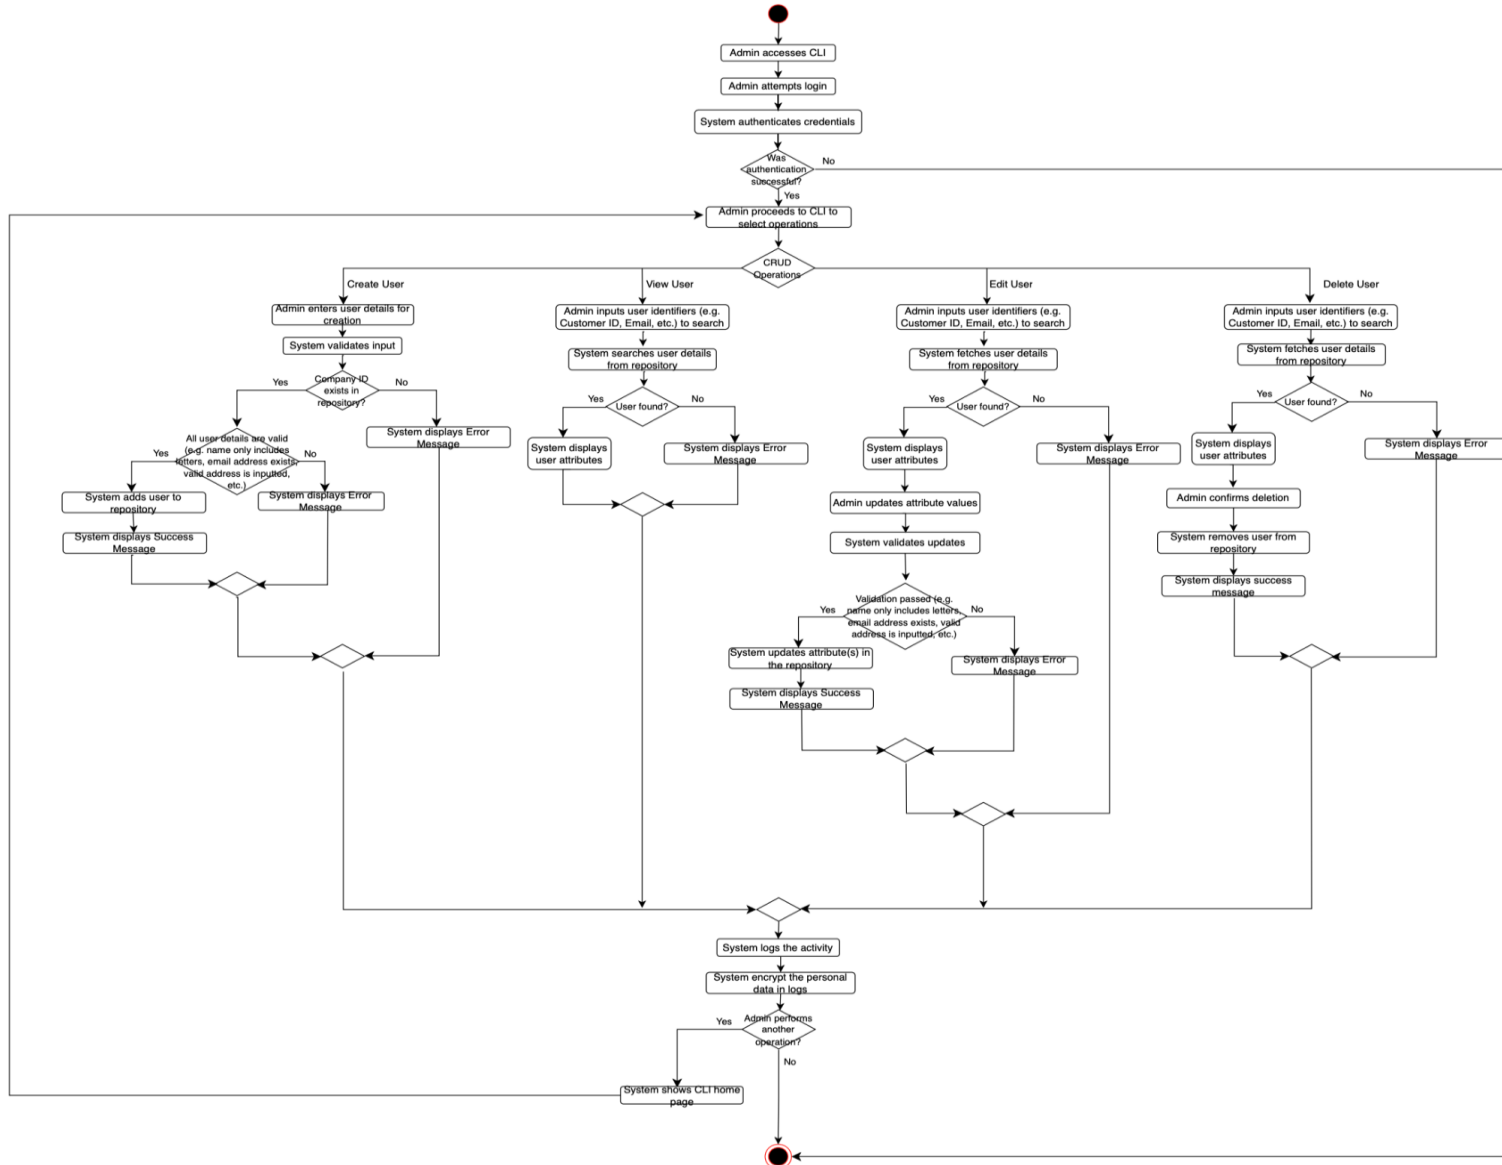 Admin accesses CLI
Admin attempts login
System authenticates credentials
Was
authentication
successful?
No
Yes
Admin proceeds to CLI to
select operations
CRUD
Operations
Create User
View User
Edit User
Delete User
Admin enters user details for
creation
System validates input
Company ID
exists in
repository?
Yes
No
System displays Error
Message
All user details are valid
(e.g. name only includes
letters, email address exists,
valid address is inputted,
etc.)
Yes
No
System adds user to
repository
System displays Error
Message
System displays Success
Message
Admin inputs user identifiers (e.g.
Customer ID, Email, etc.) to search
System searches user details
from repository
User found?
Yes
No
System displays
user attributes
System displays Error
Message
Admin inputs user identifiers (e.g.
Customer ID, Email, etc.) to search
System fetches user details
from repository
User found?
Yes
No
System displays
user attributes
System displays Error
Message
Admin updates attribute values
System validates updates
Validation passed (e.g.
name only includes letters,
email address exists, valid
address is inputted, etc.)
Yes
No
System updates attribute(s) in
the repository
System displays Error
Message
System displays Success
Message
Admin inputs user identifiers (e.g.
Customer ID, Email, etc.) to search
System fetches user details
from repository
User found?
Yes
No
System displays
user attributes
System displays Error
Message
Admin confirms deletion
System removes user from
repository
System displays success
message
System logs the activity
System encrypt the personal
data in logs
Admin performs
another
operation?
Yes
No
System shows CLI home
page